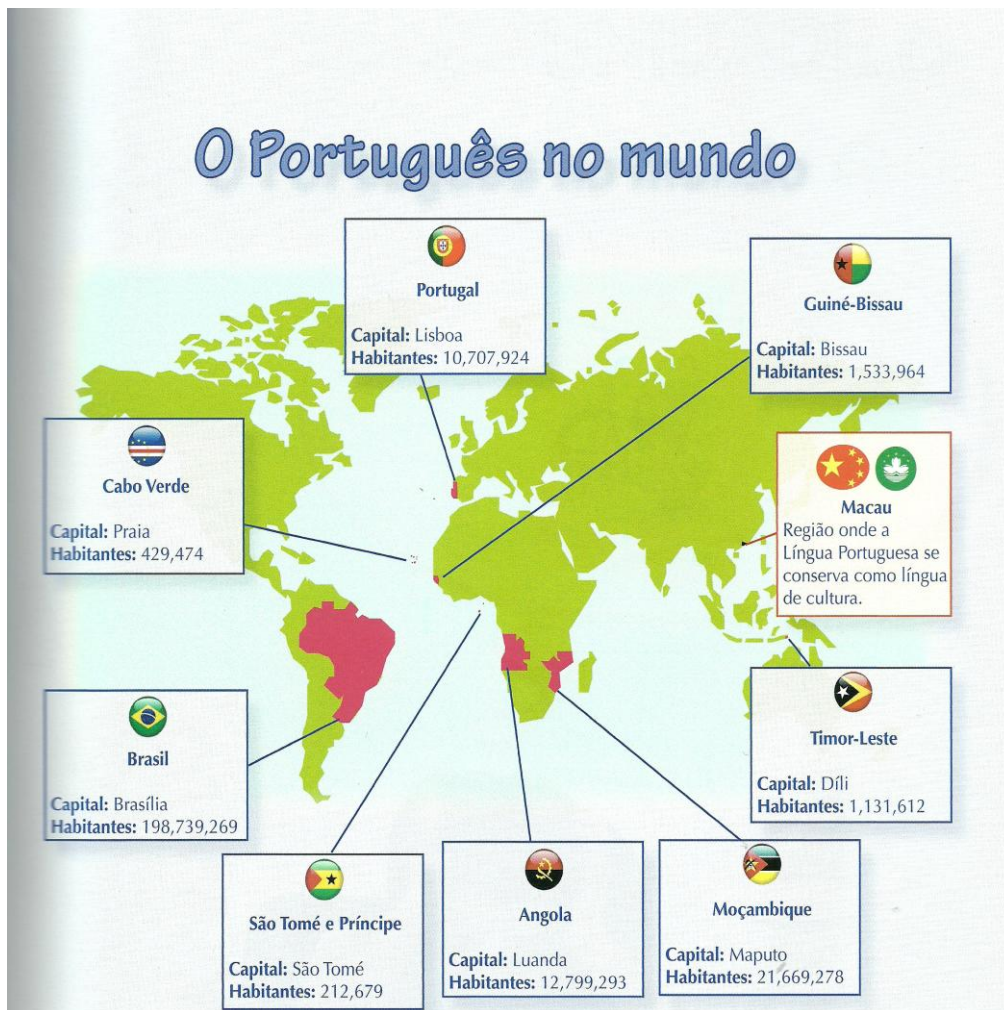 O Português no mundo
Portugal
Capital: Lisboa
Habitantes: 10,707,924
Guiné-Bissau
Capital: Bissau
Habitantes: 1,533,964
Cabo Verde
Capital: Praia
Habitantes: 429,474
Macau
Região onde a
Língua Portuguesa se
conserva como língua
de cultura.
Brasil
Capital: Brasília
Habitantes: 198,739,269
Timor-Leste
Capital: Díli
Habitantes: 1,131,612
São Tomé e Príncipe
Capital: São Tomé
Habitantes: 212,679
Angola
Capital: Luanda
Habitantes: 12,799,293
Moçambique
Capital: Maputo
Habitantes: 21,669,278